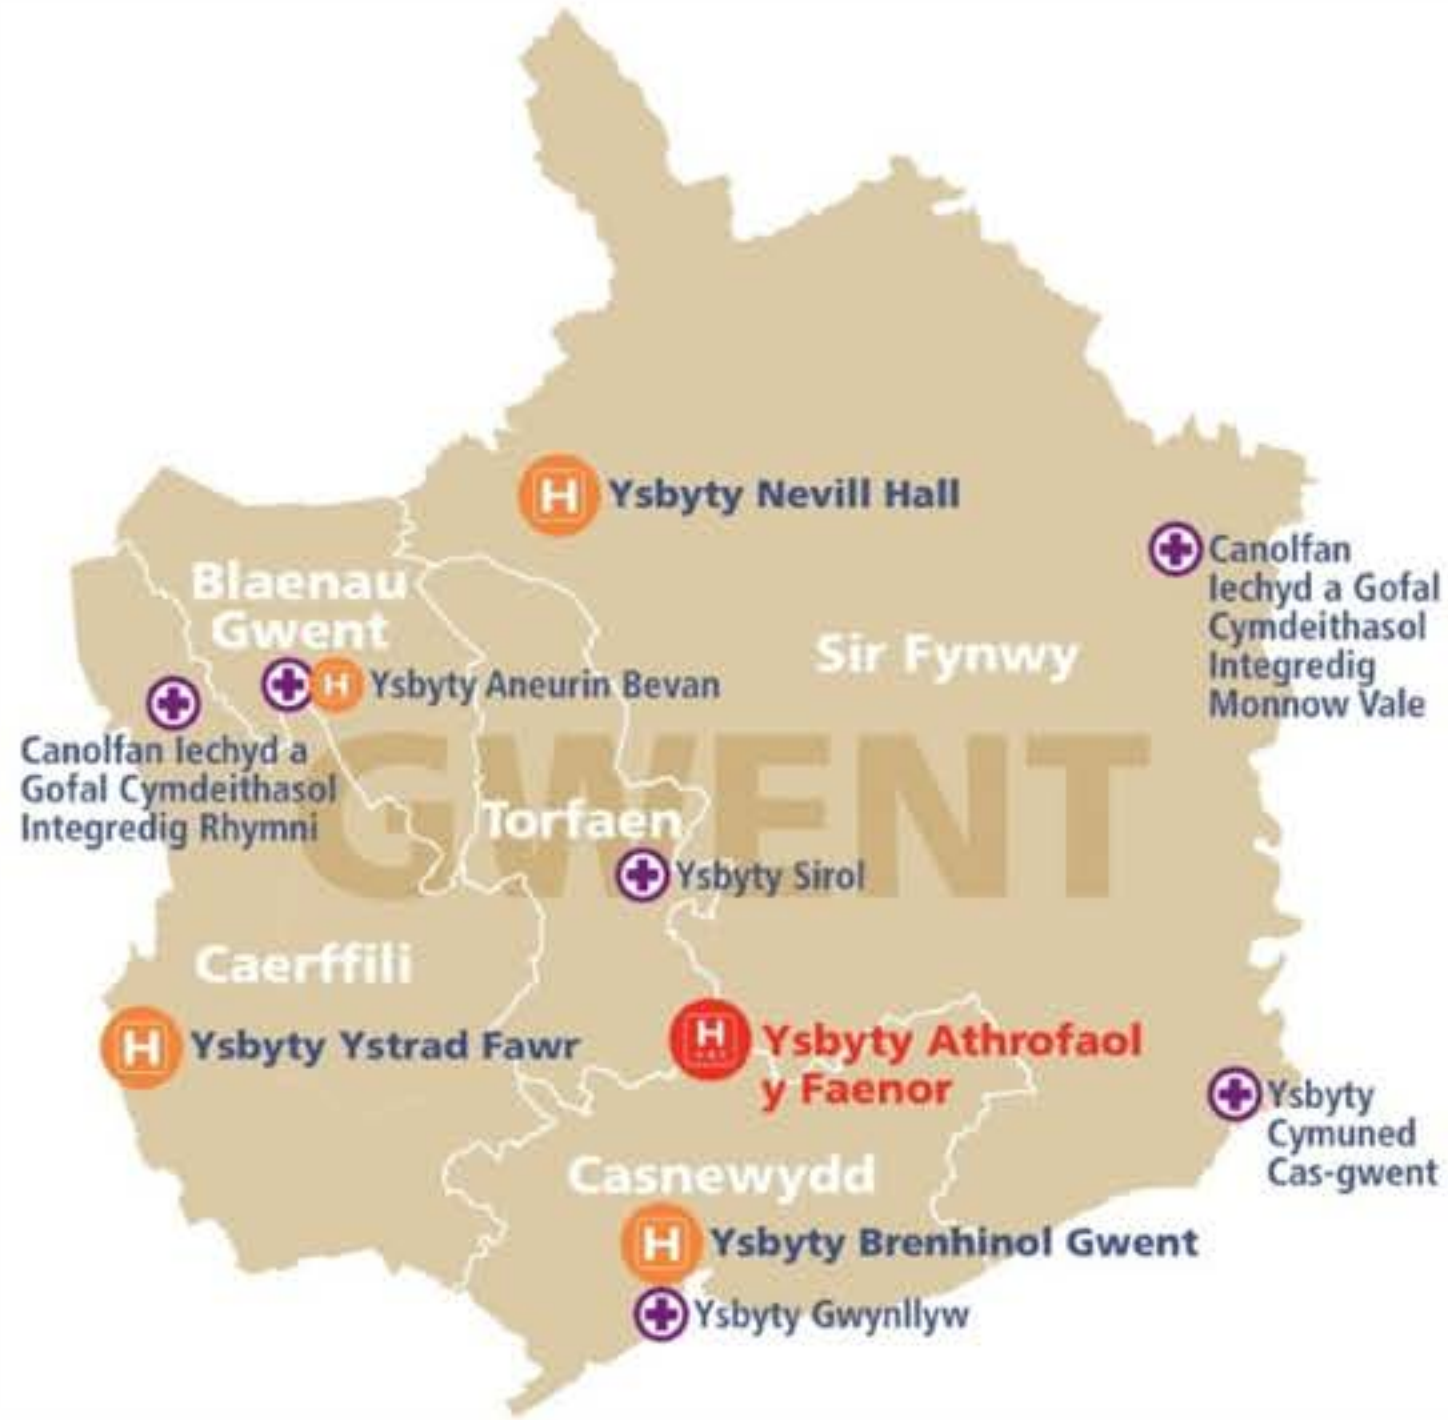 H Ysbyty Nevill Hall
Canolfan
Iechyd a Gofal
Cymdeithasol
Integredig
Monnow Vale
Blaenau
Gwent
Sir Fynwy
H Ysbyty Aneurin Bevan
Canolfan Iechyd a
Gofal Cymdeithasol
Integredig Rhymni
GWENT
Torfaen
Ysbyty Sirol
Caerffili
H Ysbyty Ystrad Fawr
H Ysbyty Athrofaol
y Faenor
Ysbyty
Cymuned
Cas-gwent
Casnewydd
H Ysbyty Brenhinol Gwent
Ysbyty Gwynllyw